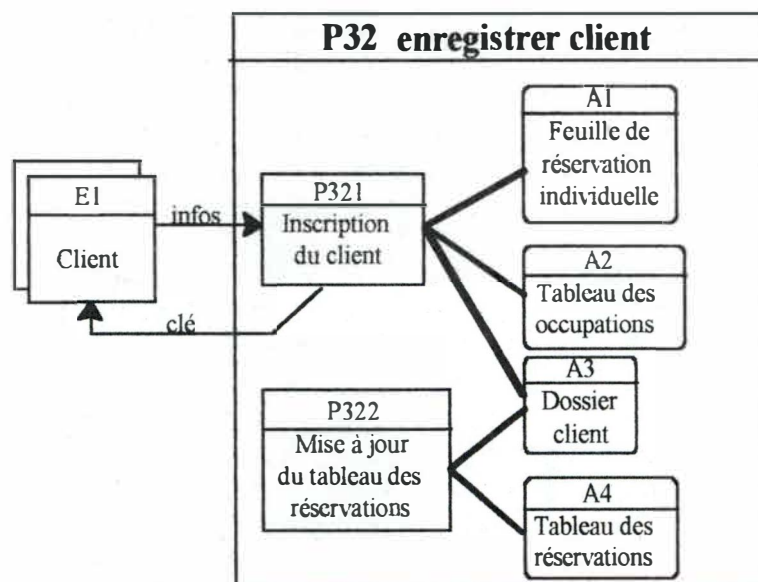 P32 enregistrer client
E1
Client
infos
clé
P321
Inscription
du client
P322
Mise à jour
du tableau des
réservations
A1
Feuille de
réservation
individuelle
A2
Tableau des
occupations
A3
Dossier
client
A4
Tableau des
réservations